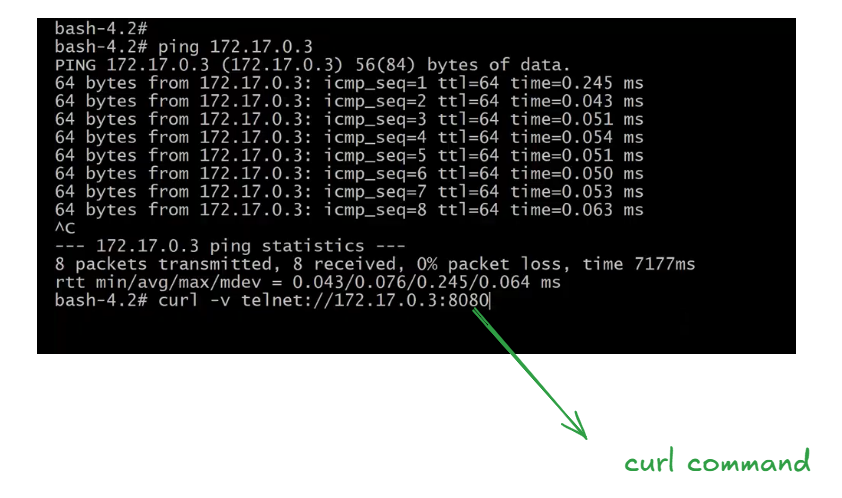 bash-4.2#
bash-4.2# ping 172.17.0.3
PING 172.17.0.3 (172.17.0.3) 56(84) bytes of data.
64 bytes from 172.17.0.3: icmp_seq=1 ttl=64 time=0.245 ms
64 bytes from 172.17.0.3: icmp_seq=2 ttl=64 time=0.043 ms
64 bytes from 172.17.0.3: icmp_seq=3 ttl=64 time=0.051 ms
64 bytes from 172.17.0.3: icmp_seq=4 ttl=64 time=0.054 ms
64 bytes from 172.17.0.3: icmp_seq=5 ttl=64 time=0.051 ms
64 bytes from 172.17.0.3: icmp_seq=6 ttl=64 time=0.050 ms
64 bytes from 172.17.0.3: icmp_seq=7 ttl=64 time=0.053 ms
64 bytes from 172.17.0.3: icmp_seq=8 ttl=64 time=0.063 ms
^C
--- 172.17.0.3 ping statistics ---
8 packets transmitted, 8 received, 0% packet loss, time 7177ms
rtt min/avg/max/mdev = 0.043/0.076/0.245/0.064 ms
bash-4.2# curl -v telnet://172.17.0.3:8080
curl command